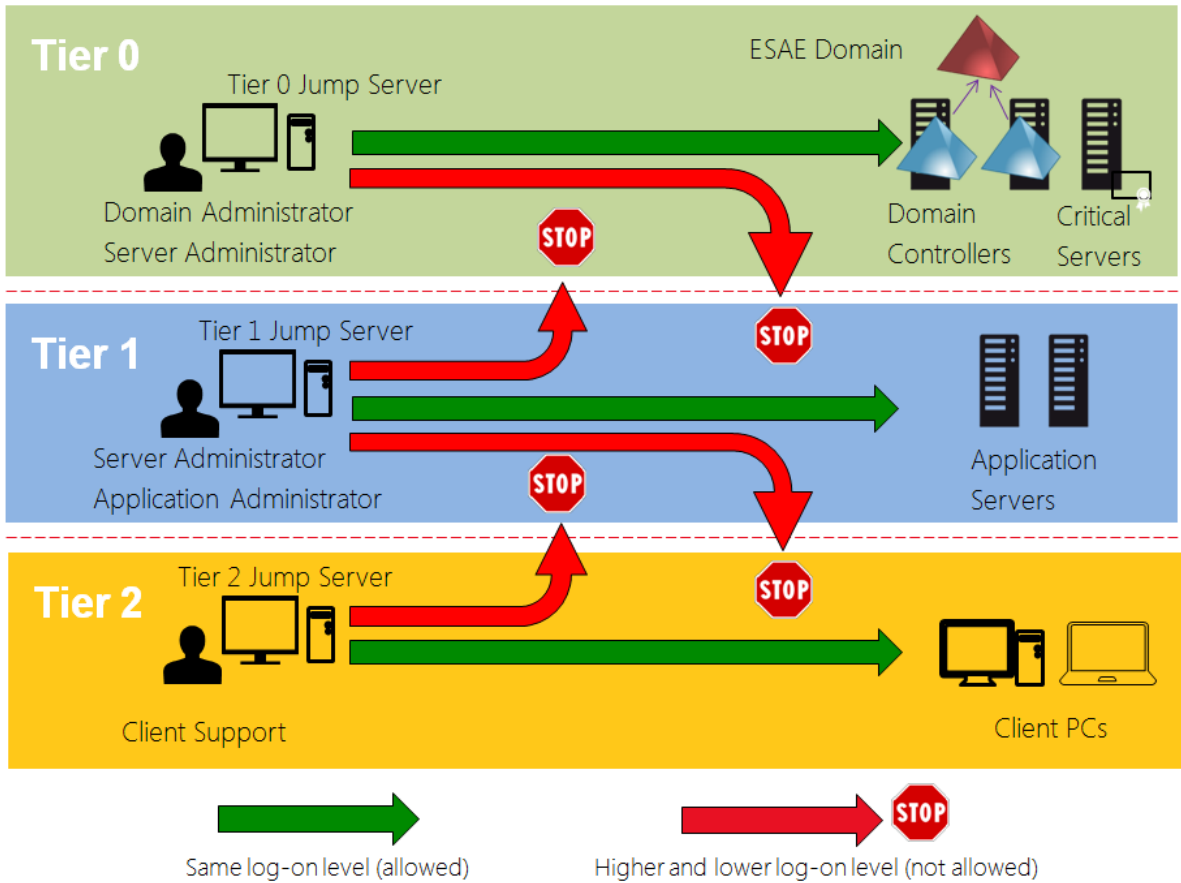 Tier 0
ESAE Domain
Tier 0 Jump Server
Domain Administrator
Server Administrator
STOP
Domain
Controllers
Critical
Servers
Tier 1
Tier 1 Jump Server
STOP
Server Administrator
Application Administrator
STOP
Application
Servers
Tier 2
Tier 2 Jump Server
STOP
Client Support
Client PCs
STOP
Same log-on level (allowed)
Higher and lower log-on level (not allowed)